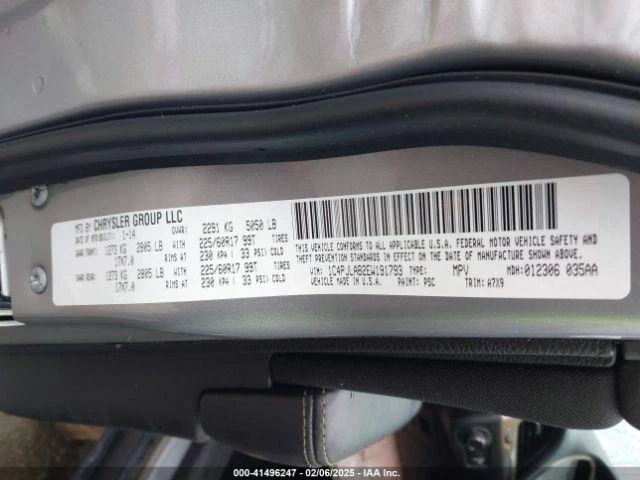 MFD BY CHRYSLER GROUP LLC
DATE OF MFR(BUILT): 1-14 GVWR: 2291 KG 5050 LB
GAWR FRONT: 1273 KG 2805 LB WITH 225/60R17 99T TIRES
17X7.0 RIMS AT 230 KPA ( 33 PSI) COLD
GAWR REAR: 1273 KG 2805 LB WITH 225/60R17 99T TIRES
17X7.0 RIMS AT 230 KPA ( 33 PSI) COLD
THIS VEHICLE CONFORMS TO ALL APPLICABLE U.S.A. FEDERAL MOTOR VEHICLE SAFETY AND
THEFT PREVENTION STANDARDS IN EFFECT ON THE DATE OF MANUFACTURE SHOWN ABOVE.
VIN: 1C4PJLAB2EW191793 TYPE: MPV MDH:012306 035AA
VEHICLE MADE IN U.S.A. PAINT: PSC TRIM: A7X9
000-41496247 - 02/06/2025 - IAA Inc.